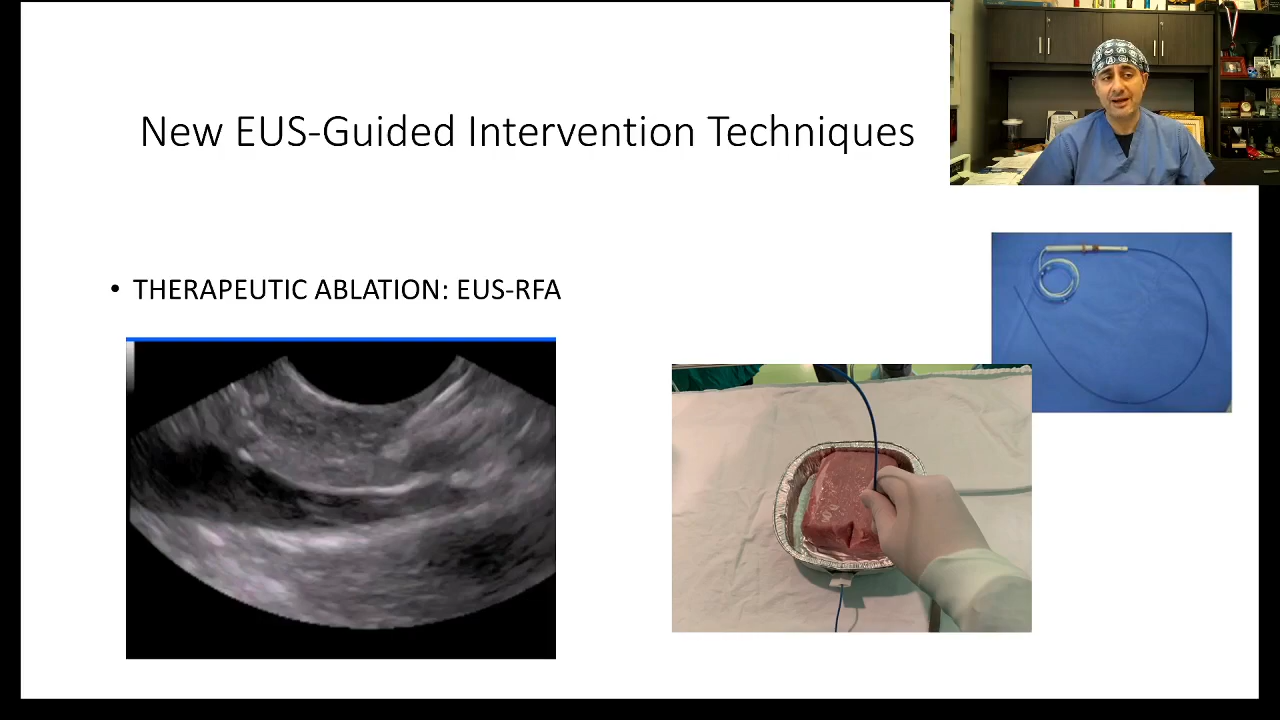 New EUS-Guided Intervention Techniques
• THERAPEUTIC ABLATION: EUS-RFA